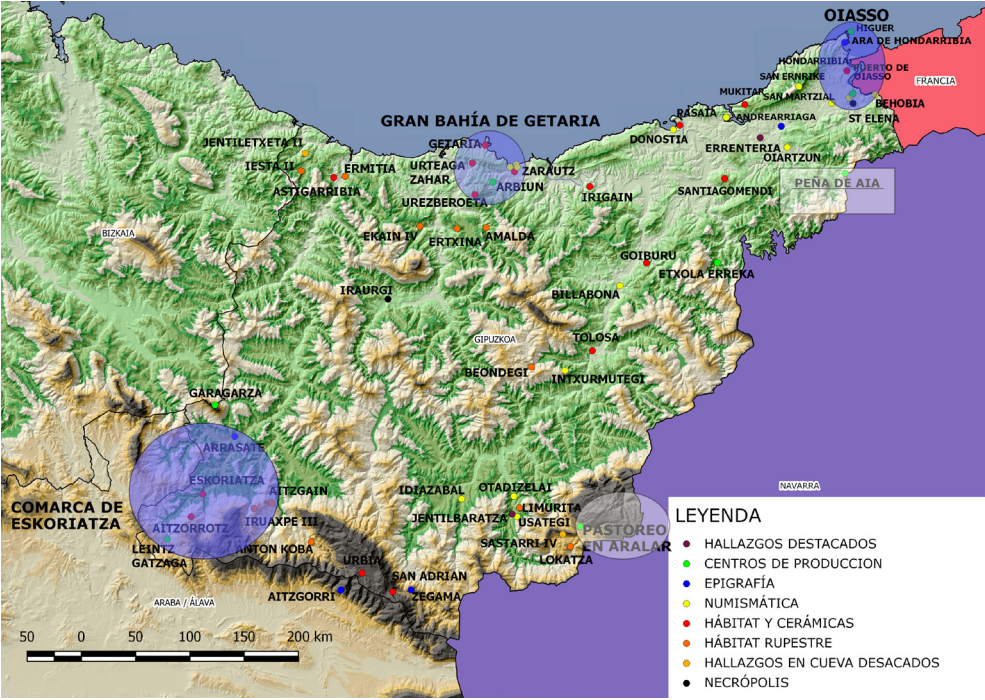 OIASSO
HIGUER
ARA DE HONDARRIBIA
HONDARRIBIA
PUERTO DE
OIASSO
SAN ENRIKE
FRANCIA
MUKITAR
SAN MARTZIAL
BEHOBIA
PASAIA
ANDREARRIAGA
ST ELENA
GRAN BAHÍA DE GETARIA
DONOSTIA
ERRENTERIA
OIARTZUN
JENTILETXETA II
GETARIA
IESTA II
ERMITIA
URTEAGA
ZAHAR
ZARAUTZ
ASTIGARRIBIA
ARBIUN
SANTIAGOMENDI
PEÑA DE AIA
UREZBEROETA
IRIGAIN
BIZKAIA
EKAIN IV
ERTXINA
AMALDA
GOIBURU
ETXOLA ERREKA
IRAURGI
BILLABONA
GIPUZKOA
TOLOSA
BEONDEGI
INTXURMUTEGI
GARAGARZA
ARRASATE
ESKORIATZA
NAVARRA
AITZGAIN
IDIAZABAL
OTADIZELAI
COMARCA DE
ESKORIATZA
LIMURITA
AITZORROTZ
IRUAXPE III
JENTILBARATZA
USATEGI
PASTOREO
EN ARALAR
LEINTZ
GATZAGA
ANTON KOBA
SASTARRI IV
LOKATZA
URBIA
SAN ADRIAN
AITZGORRI
ZEGAMA
ARABA / ÁLAVA
50 0 50 100 150 200 km
LEYENDA
HALLAZGOS DESTACADOS
CENTROS DE PRODUCCION
EPIGRAFÍA
NUMISMÁTICA
HÁBITAT Y CERÁMICAS
HÁBITAT RUPESTRE
HALLAZGOS EN CUEVA DESACADOS
NECRÓPOLIS